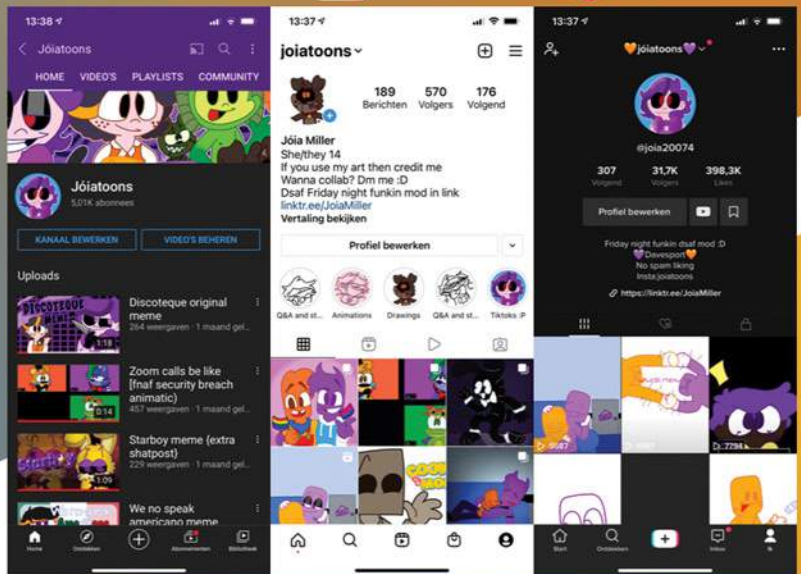 13:38
Jóiatoons
HOME VIDEO'S PLAYLISTS COMMUNITY
Jóiatoons
5,01K abonnees
KANAAL BEWERKEN VIDEO'S BEHEREN
Uploads
DISCOTEQUE
1:18
Discoteque original
meme
264 weergaven · 1 maand gel...
0:14
Zoom calls be like
[fnaf security breach
animatic)
457 weergaven · 1 maand gel...
1:09
Starboy meme {extra
shatpost}
229 weergaven · 1 maand gel...
We no speak
americano meme
Home Ontdekken Abonnementen Bibliotheek
13:37
joiatoons
189 570 176
Berichten Volgers Volgend
Jóia Miller
She/they 14
If you use my art then credit me
Wanna collab? Dm me :D
Dsaf Friday night funkin mod in link
linktr.ee/JoiaMiller
Vertaling bekijken
Profiel bewerken
Q&A and st... Animations Drawings Q&A and st... Tiktoks :P
13:37
🧡jóiatoons💜
@joia20074
307 31,7K 398,3K
Volgend Volgers Likes
Profiel bewerken
Friday night funkin dsaf mod :D
💜Davesport🧡
No spam liking
Insta:joiatoons
https://linktr.ee/JoiaMiller
9587 7294
Start Ontdekken Inbox Ik